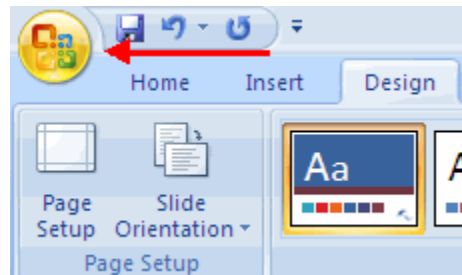 Home Insert Design
Aa A
Page Slide
Setup Orientation
Page Setup